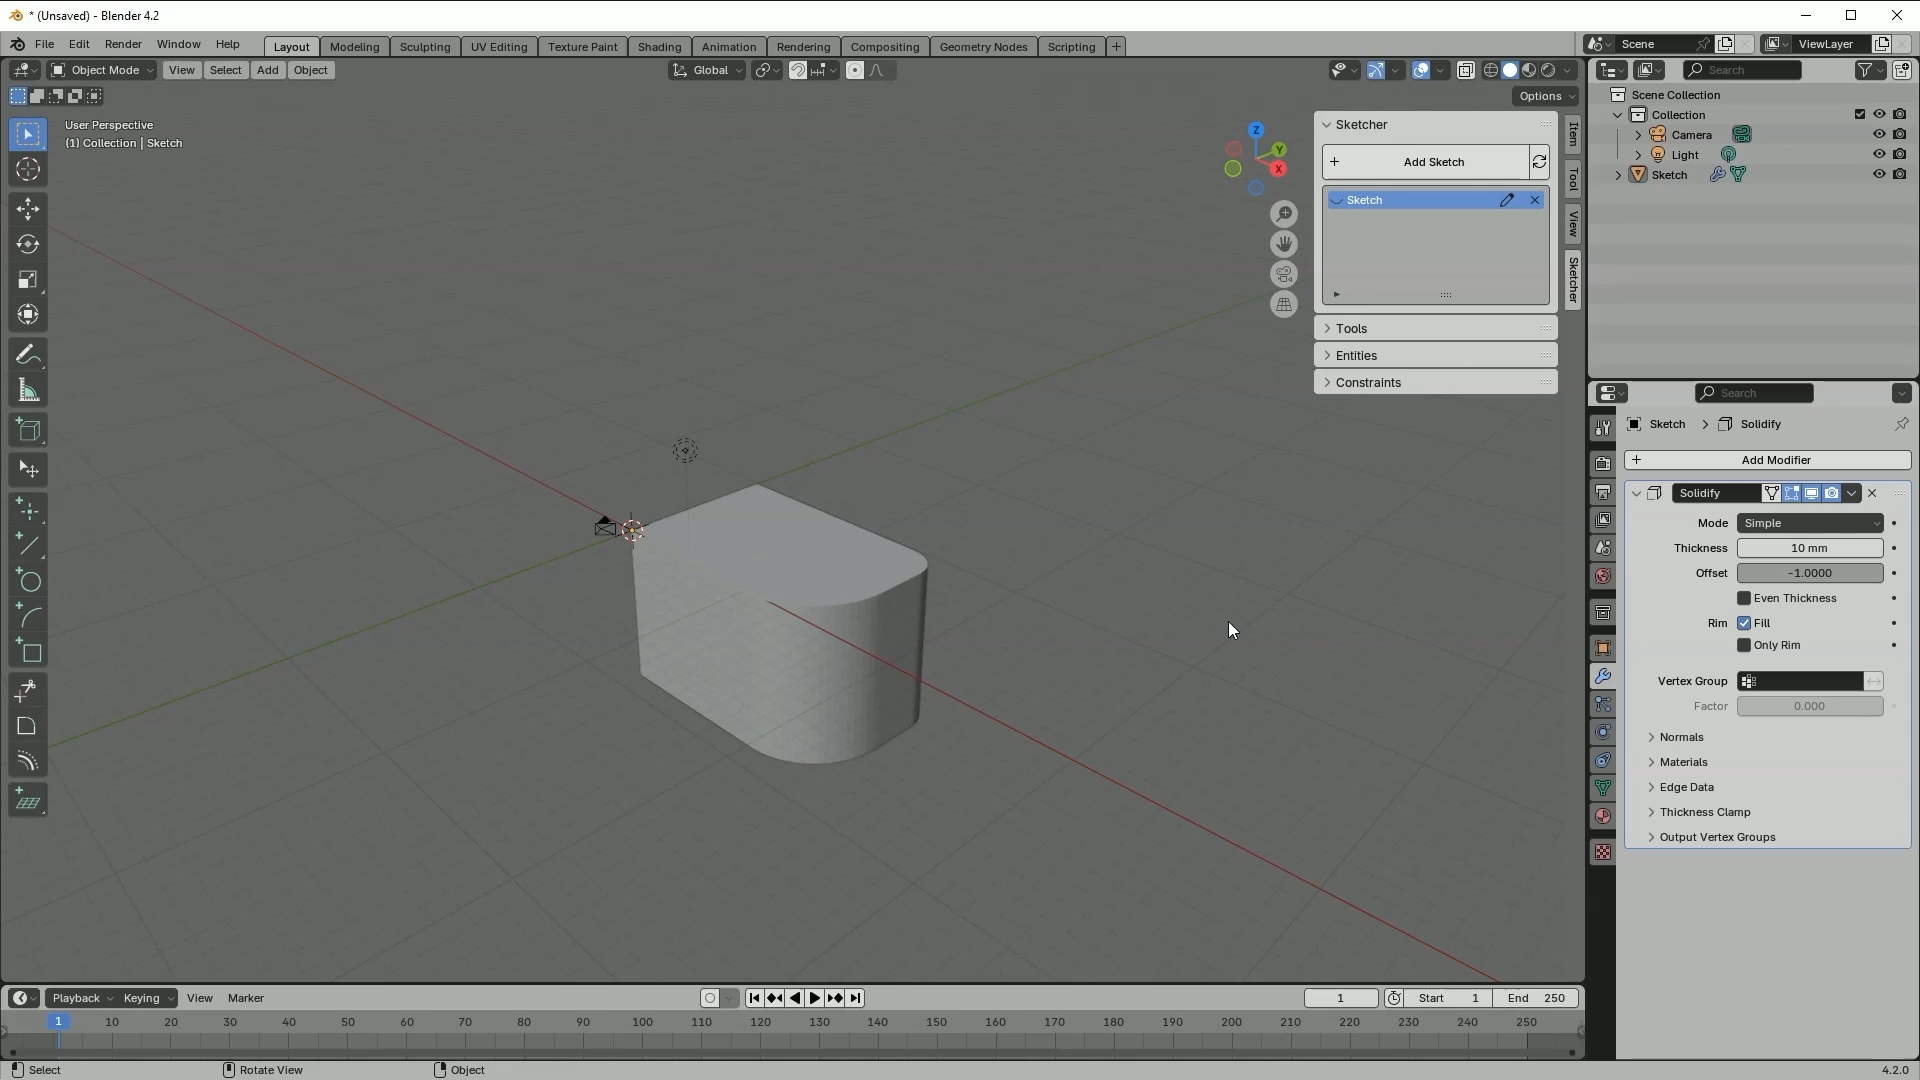 * (Unsaved) - Blender 4.2
File Edit Render Window Help Layout Modeling Sculpting UV Editing Texture Paint Shading Animation Rendering Compositing Geometry Nodes Scripting + Scene ViewLayer
Object Mode View Select Add Object Global Search
Options
User Perspective
(1) Collection | Sketch
Z
Y
X
Sketcher
+ Add Sketch
Sketch
Tools
Entities
Constraints
Item
Tool
View
Sketcher
Scene Collection
Collection
Camera
Light
Sketch
Search
Sketch > Solidify
+ Add Modifier
Solidify
Mode Simple
Thickness 10 mm
Offset -1.0000
Even Thickness
Rim Fill
Only Rim
Vertex Group
Factor 0.000
Normals
Materials
Edge Data
Thickness Clamp
Output Vertex Groups
Playback Keying View Marker 1 Start 1 End 250
1 10 20 30 40 50 60 70 80 90 100 110 120 130 140 150 160 170 180 190 200 210 220 230 240 250
Select Rotate View Object 4.2.0